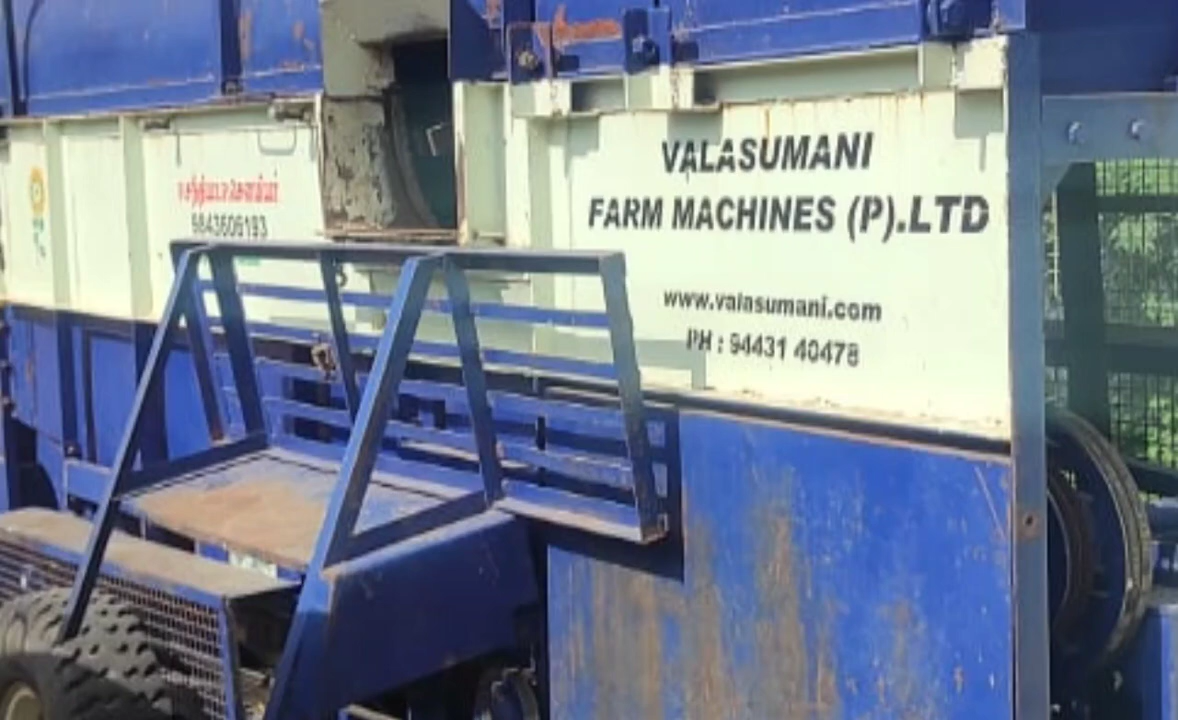 9843606193
VALASUMANI
FARM MACHINES (P).LTD
www.valasumani.com
PH : 94431 40478